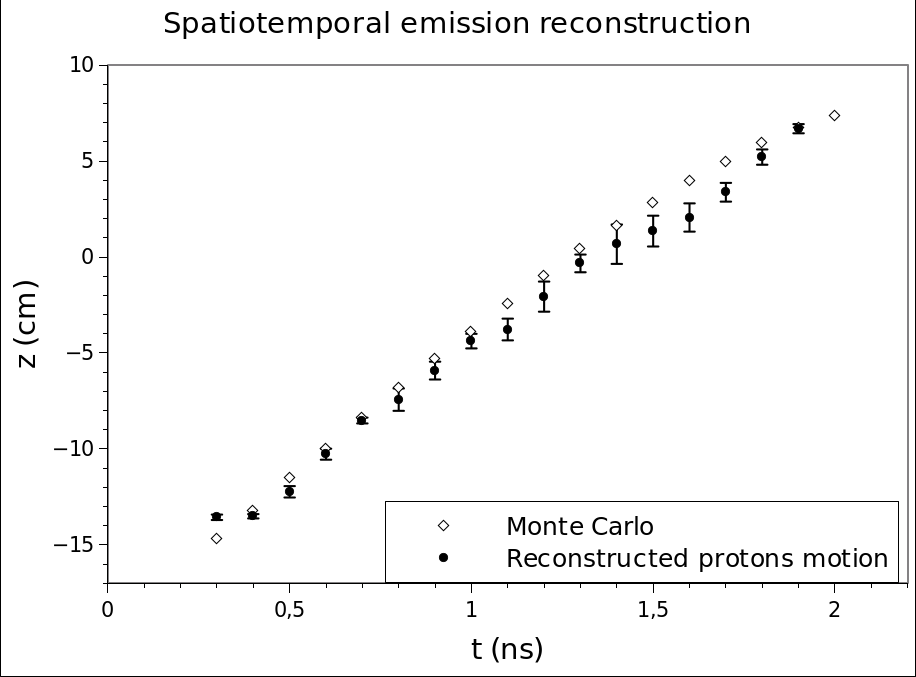 Spatiotemporal emission reconstruction
10
5
0
−5
−10
−15
z (cm)
Monte Carlo
Reconstructed protons motion
0 0,5 1 1,5 2
t (ns)